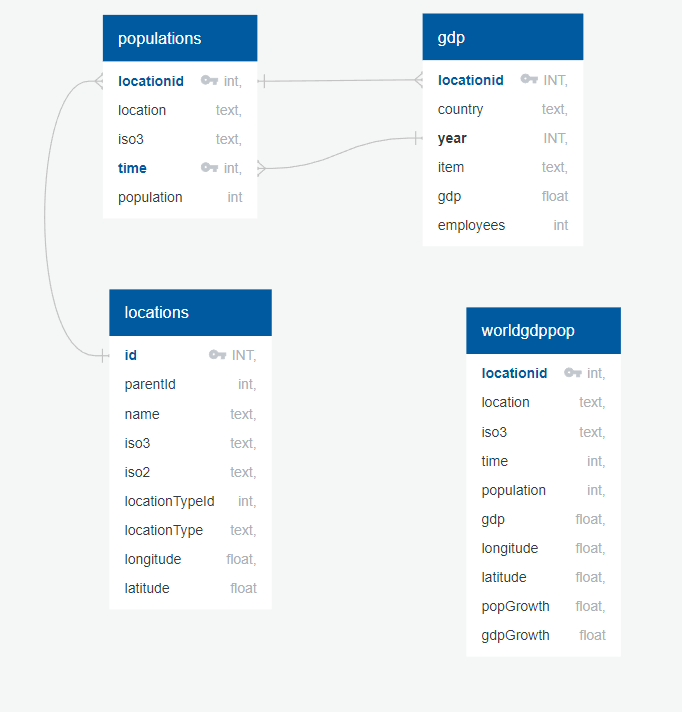 populations
locationid int,
location text,
iso3 text,
time int,
population int
gdp
locationid INT,
country text,
year INT,
item text,
gdp float
employees int
locations
id INT,
parentId int,
name text,
iso3 text,
iso2 text,
locationTypeId int,
locationType text,
longitude float,
latitude float
worldgdppop
locationid int,
location text,
iso3 text,
time int,
population int,
gdp float,
longitude float,
latitude float,
popGrowth float,
gdpGrowth float